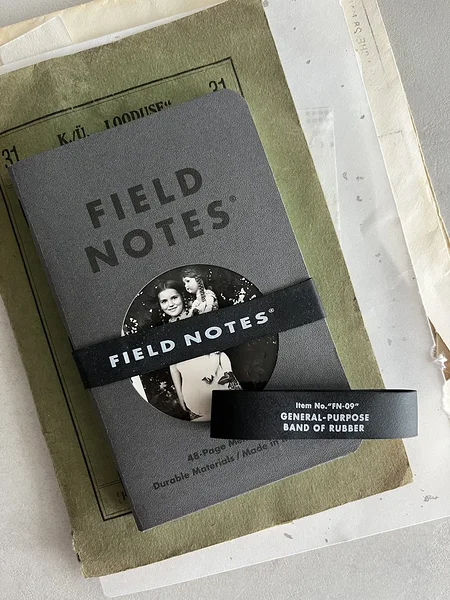 31
31
K./Ü. „LOODUSE“
FIELD
NOTES®
FIELD NOTES®
Item No. "FN-09"
GENERAL-PURPOSE
BAND OF RUBBER
48-Page
Durable Materials / Made in